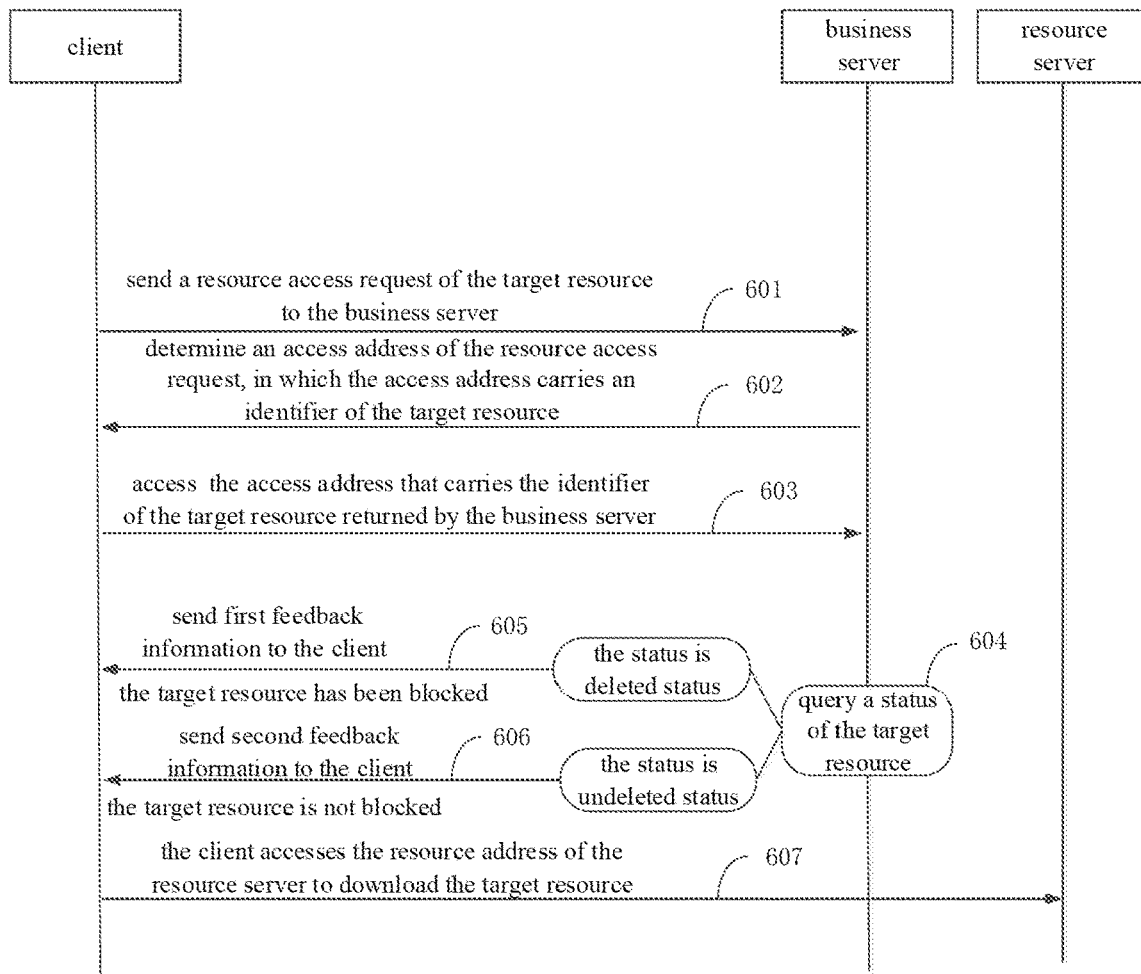 client
business
server
resource
server
send a resource access request of the target resource
to the business server
601
determine an access address of the resource access
request, in which the access address carries an
identifier of the target resource
602
access the access address that carries the identifier
of the target resource returned by the business server
603
send first feedback
information to the client
605
the status is
deleted status
604
the target resource has been blocked
query a status
of the target
resource
send second feedback
information to the client
606
the status is
undeleted status
the target resource is not blocked
the client accesses the resource address of the
resource server to download the target resource
607